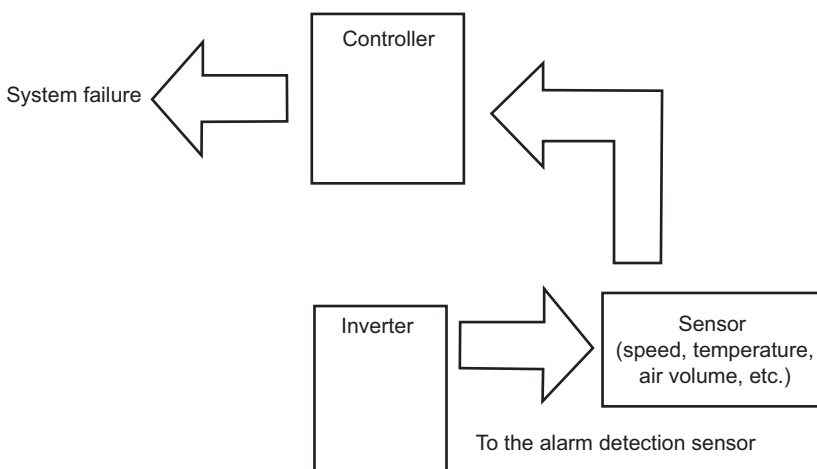 Controller
System failure
Inverter
Sensor
(speed, temperature,
air volume, etc.)
To the alarm detection sensor